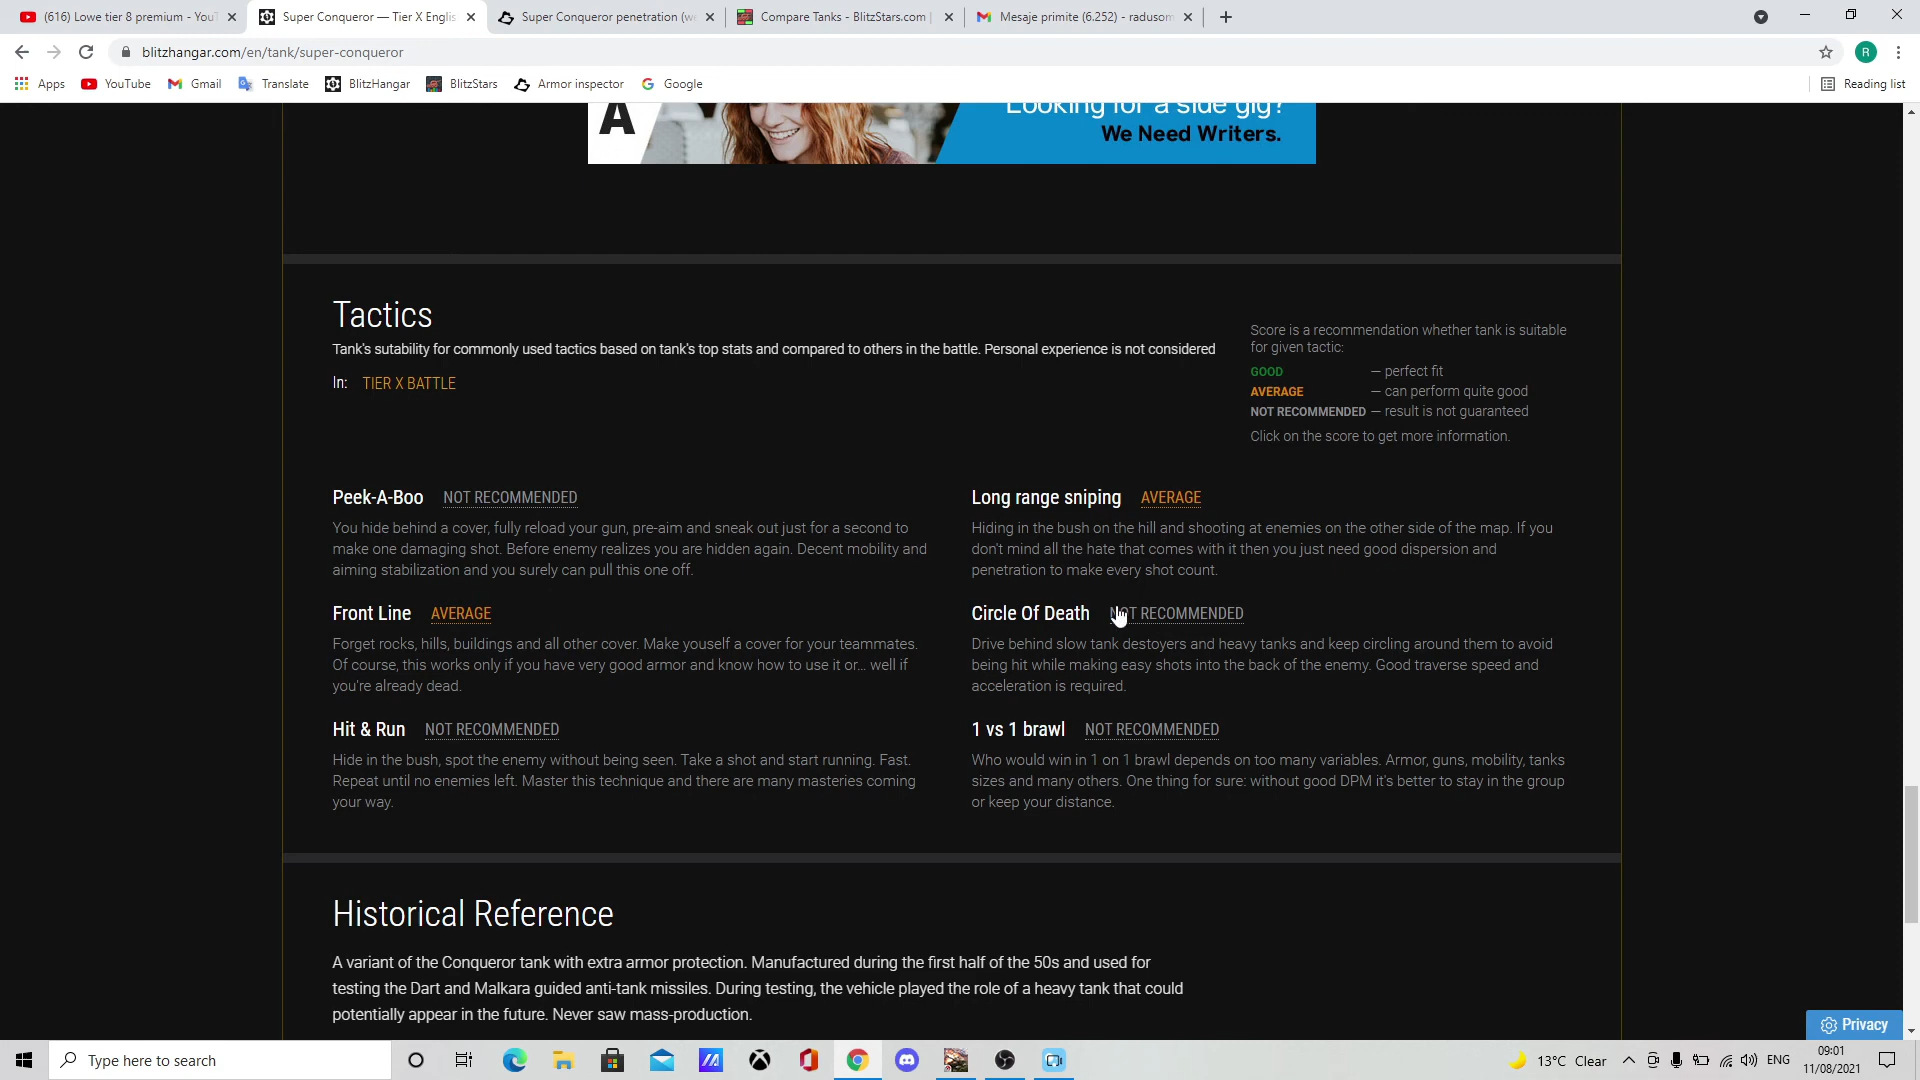 (616) Lowe tier 8 premium - YouT
Super Conqueror — Tier X Englis
Super Conqueror penetration (w
Compare Tanks - BlitzStars.com |
Mesaje primite (6.252) - radusom
blitzhangar.com/en/tank/super-conqueror
R
Apps
YouTube
Gmail
Translate
BlitzHangar
BlitzStars
Armor inspector
Google
Reading list
A
Looking for a side gig?
We Need Writers.
Tactics
Tank's sutability for commonly used tactics based on tank's top stats and compared to others in the battle. Personal experience is not considered
In: TIER X BATTLE
Score is a recommendation whether tank is suitable
for given tactic:
GOOD — perfect fit
AVERAGE — can perform quite good
NOT RECOMMENDED — result is not guaranteed
Click on the score to get more information.
Peek-A-Boo NOT RECOMMENDED
You hide behind a cover, fully reload your gun, pre-aim and sneak out just for a second to
make one damaging shot. Before enemy realizes you are hidden again. Decent mobility and
aiming stabilization and you surely can pull this one off.
Long range sniping AVERAGE
Hiding in the bush on the hill and shooting at enemies on the other side of the map. If you
don't mind all the hate that comes with it then you just need good dispersion and
penetration to make every shot count.
Front Line AVERAGE
Forget rocks, hills, buildings and all other cover. Make youself a cover for your teammates.
Of course, this works only if you have very good armor and know how to use it or... well if
you're already dead.
Circle Of Death NOT RECOMMENDED
Drive behind slow tank destoyers and heavy tanks and keep circling around them to avoid
being hit while making easy shots into the back of the enemy. Good traverse speed and
acceleration is required.
Hit & Run NOT RECOMMENDED
Hide in the bush, spot the enemy without being seen. Take a shot and start running. Fast.
Repeat until no enemies left. Master this technique and there are many masteries coming
your way.
1 vs 1 brawl NOT RECOMMENDED
Who would win in 1 on 1 brawl depends on too many variables. Armor, guns, mobility, tanks
sizes and many others. One thing for sure: without good DPM it's better to stay in the group
or keep your distance.
Historical Reference
A variant of the Conqueror tank with extra armor protection. Manufactured during the first half of the 50s and used for
testing the Dart and Malkara guided anti-tank missiles. During testing, the vehicle played the role of a heavy tank that could
potentially appear in the future. Never saw mass-production.
Privacy
Type here to search
13°C Clear
ENG
09:01
11/08/2021